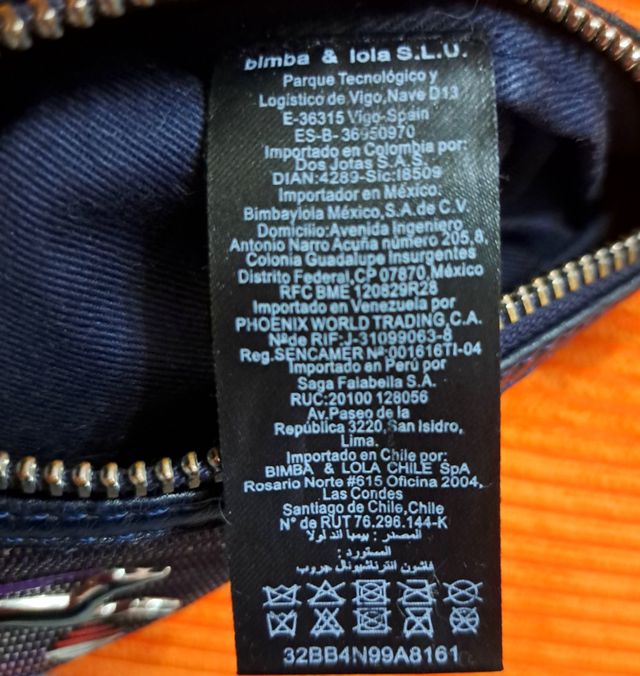 bimba & lola S.L.U.
Parque Tecnológico y
Logístico de Vigo,Nave D13
E-36315 Vigo-Spain
ES-B-36950970
Importado en Colombia por:
Dos Jotas S.A.S.
DIAN:4289-Sic:I8509
Importador en México:
Bimbaylola México,S.A.de C.V.
Domicilio:Avenida Ingeniero
Antonio Narro Acuña número 205,8,
Colonia Guadalupe Insurgentes
Distrito Federal,CP 07870,México
RFC BME 120829R28
Importado en Venezuela por
PHOENIX WORLD TRADING,C.A.
Nº de RIF:J-31099063-8
Reg.SENCAMER Nº:001616TI-04
Importado en Perú por
Saga Falabella S.A.
RUC:20100 128056
Av.Paseo de la
República 3220,San Isidro,
Lima.
Importado en Chile por:
BIMBA & LOLA CHILE SpA
Rosario Norte #615 Oficina 2004,
Las Condes
Santiago de Chile,Chile
N° de RUT 76.296.144-K
المصدر : بيمبا أند لولا
المستورد :
فاشون انترناشيونال جروب
32BB4N99A8161